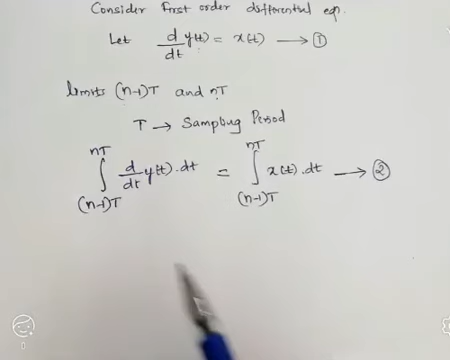 Consider First order differential eqn.
Let d/dt y(t) = x(t) ⟶ ①
limits (n-1)T and nT
T → Sampling Period
∫_{(n-1)T}^{nT} d/dt y(t).dt = ∫_{(n-1)T}^{nT} x(t).dt ⟶ ②